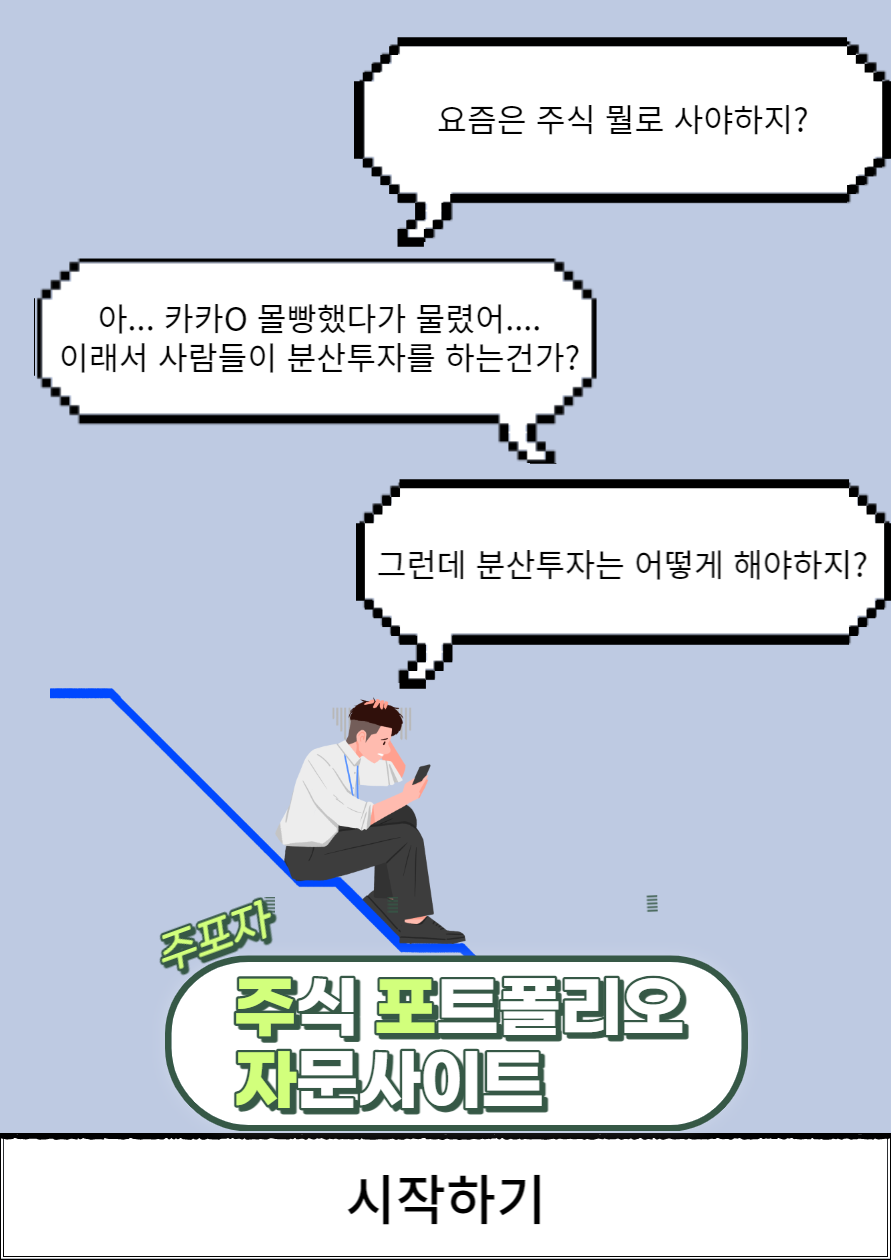 요즘은 주식 뭘로 사야하지?
아... 카카O 몰빵했다가 물렸어....
이래서 사람들이 분산투자를 하는건가?
그런데 분산투자는 어떻게 해야하지?
주포자
주식 포트폴리오
자문사이트
시작하기